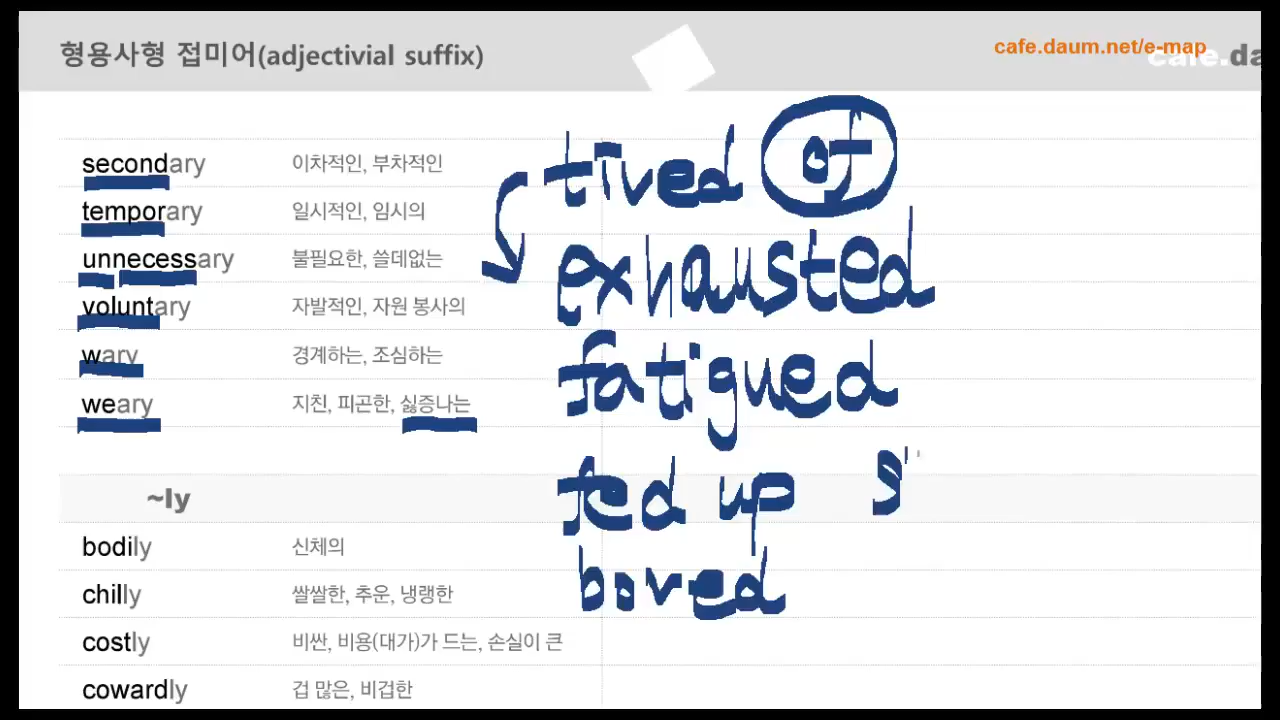 형용사형 접미어(adjectivial suffix)
cafe.daum.net/e-map
cafe.da
secondary 이차적인, 부차적인
temporary 일시적인, 임시의
unnecessary 불필요한, 쓸데없는
voluntary 자발적인, 자원 봉사의
wary 경계하는, 조심하는
weary 지친, 피곤한, 싫증나는
tired of
exhausted
fatigued
fed up s
bored
~ly
bodily 신체의
chilly 쌀쌀한, 추운, 냉랭한
costly 비싼, 비용(대가)가 드는, 손실이 큰
cowardly 겁 많은, 비겁한